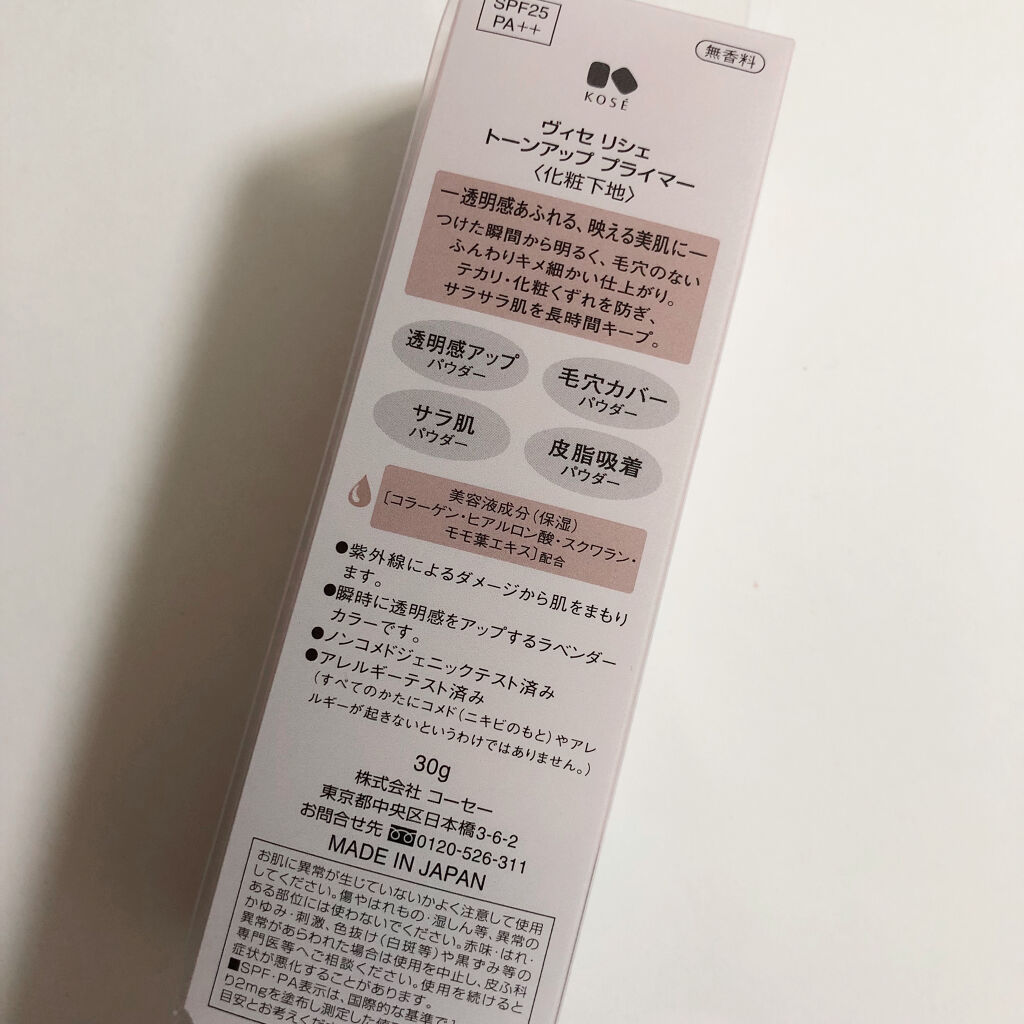 SPF25
PA++
無香料
KOSÉ
ヴィセ リシェ
トーンアップ プライマー
〈化粧下地〉
―透明感あふれる、映える美肌に―
つけた瞬間から明るく、毛穴のない
ふんわりキメ細かい仕上がり。
テカリ・化粧くずれを防ぎ、
サラサラ肌を長時間キープ。
透明感アップ
パウダー
毛穴カバー
パウダー
サラ肌
パウダー
皮脂吸着
パウダー
美容液成分(保湿)
[コラーゲン・ヒアルロン酸・スクワラン・
モモ葉エキス]配合
●紫外線によるダメージから肌をまもり
ます。
●瞬時に透明感をアップするラベンダー
カラーです。
●ノンコメドジェニックテスト済み
●アレルギーテスト済み
(すべてのかたにコメド(ニキビのもと)やアレ
ルギーが起きないというわけではありません。)
30g
株式会社 コーセー
東京都中央区日本橋3-6-2
お問合せ先 0120-526-311
MADE IN JAPAN
お肌に異常が生じていないかよく注意して使用
してください。傷やはれもの・湿しん等、異常の
ある部位には使わないでください。赤味・はれ・
かゆみ・刺激、色抜け(白斑等)や黒ずみ等の
異常があらわれた場合は使用を中止し、皮ふ科
専門医等へご相談ください。使用を続けると
症状が悪化することがあります。
■SPF・PA表示は、国際的な基準で
り2mgを塗布し測定した
目安とお考えくだ